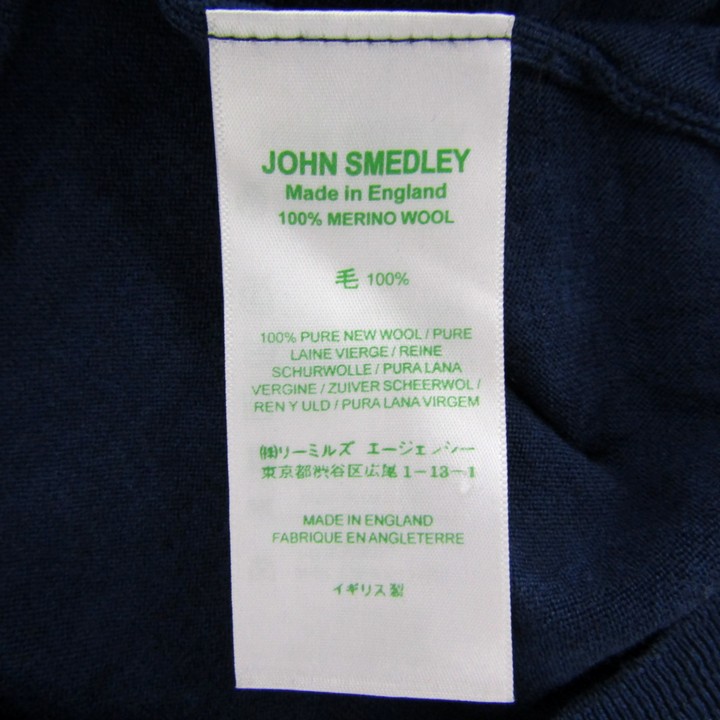 JOHN SMEDLEY
Made in England
100% MERINO WOOL
毛 100%
100% PURE NEW WOOL / PURE
LAINE VIERGE / REINE
SCHURWOLLE / PURA LANA
VERGINE / ZUIVER SCHEERWOL /
REN Y ULD / PURA LANA VIRGEM
㈱リーミルズ エージェンシー
東京都渋谷区広尾1-13-1
MADE IN ENGLAND
FABRIQUE EN ANGLETERRE
イギリス製